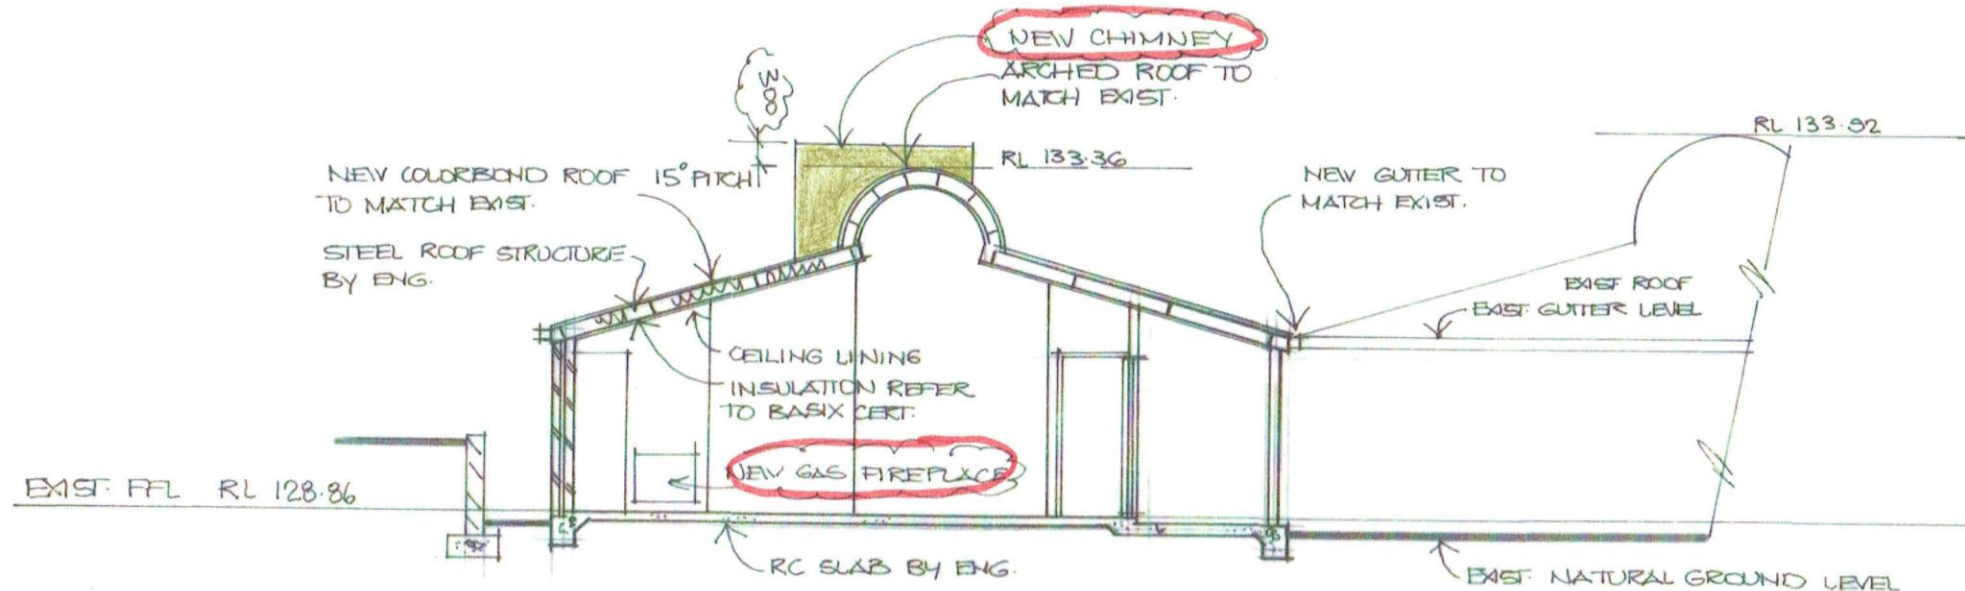 NEW CHIMNEY
ARCHED ROOF TO
MATCH EXIST.
RL 133.92
RL 133.36
NEW COLORBOND ROOF 15° PITCH
TO MATCH EXIST.
NEW GUTTER TO
MATCH EXIST.
STEEL ROOF STRUCTURE
BY ENG.
EXIST ROOF
EXIST. GUTTER LEVEL
CEILING LINING
INSULATION REFER
TO BASIX CERT.
NEW GAS FIREPLACE
EXIST. FFL RL 128.86
RC SLAB BY ENG.
EXIST. NATURAL GROUND LEVEL